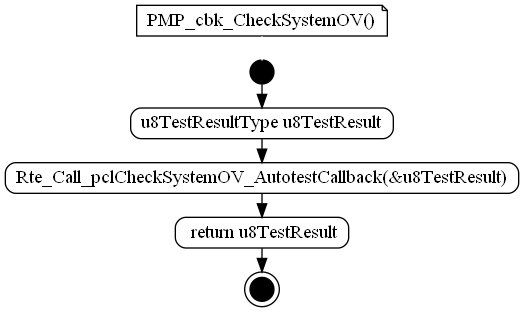 PMP_cbk_CheckSystemOV()
u8TestResultType u8TestResult
Rte_Call_pclCheckSystemOV_AutotestCallback(&u8TestResult)
return u8TestResult